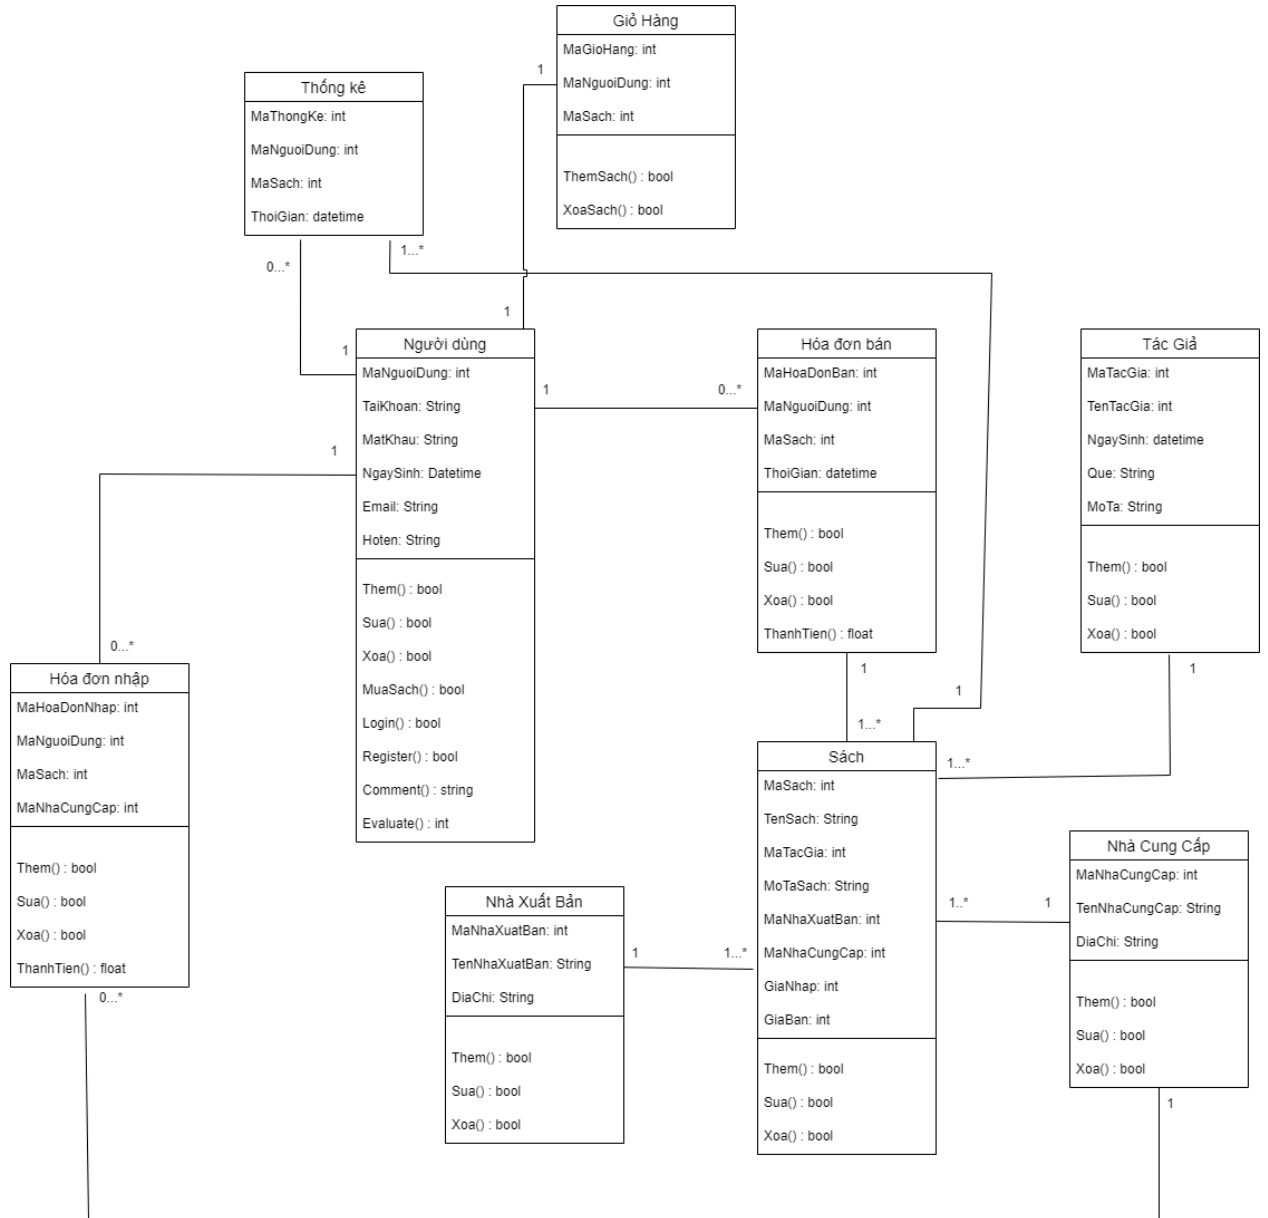 Giỏ Hàng
MaGioHang: int
MaNguoiDung: int
MaSach: int
ThemSach() : bool
XoaSach() : bool
1
Thống kê
MaThongKe: int
MaNguoiDung: int
MaSach: int
ThoiGian: datetime
0...*
1...*
1
1
Người dùng
MaNguoiDung: int
TaiKhoan: String
MatKhau: String
NgaySinh: Datetime
Email: String
Hoten: String
Them() : bool
Sua() : bool
Xoa() : bool
MuaSach() : bool
Login() : bool
Register() : bool
Comment() : string
Evaluate() : int
1
0...*
1
0...*
Hóa đơn bán
MaHoaDonBan: int
MaNguoiDung: int
MaSach: int
ThoiGian: datetime
Them() : bool
Sua() : bool
Xoa() : bool
ThanhTien() : float
1
1...*
1
Tác Giả
MaTacGia: int
TenTacGia: int
NgaySinh: datetime
Que: String
MoTa: String
Them() : bool
Sua() : bool
Xoa() : bool
1
1...*
Hóa đơn nhập
MaHoaDonNhap: int
MaNguoiDung: int
MaSach: int
MaNhaCungCap: int
Them() : bool
Sua() : bool
Xoa() : bool
ThanhTien() : float
0...*
Sách
MaSach: int
TenSach: String
MaTacGia: int
MoTaSach: String
MaNhaXuatBan: int
MaNhaCungCap: int
GiaNhap: int
GiaBan: int
Them() : bool
Sua() : bool
Xoa() : bool
1..*
1
Nhà Cung Cấp
MaNhaCungCap: int
TenNhaCungCap: String
DiaChi: String
Them() : bool
Sua() : bool
Xoa() : bool
1
Nhà Xuất Bản
MaNhaXuatBan: int
TenNhaXuatBan: String
DiaChi: String
Them() : bool
Sua() : bool
Xoa() : bool
1
1...*